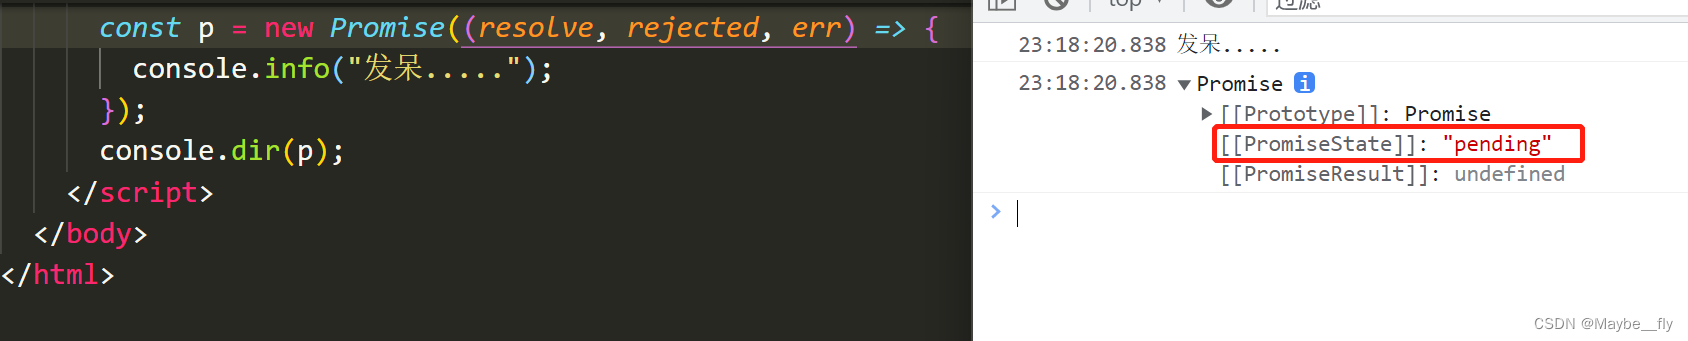 const p = new Promise((resolve, rejected, err) => {
console.info("发呆.....");
});
console.dir(p);
</script>
</body>
</html>
top
过滤
23:18:20.838 发呆.....
23:18:20.838 ▼Promise i
▶[[Prototype]]: Promise
[[PromiseState]]: "pending"
[[PromiseResult]]: undefined
>
CSDN @Maybe__fly